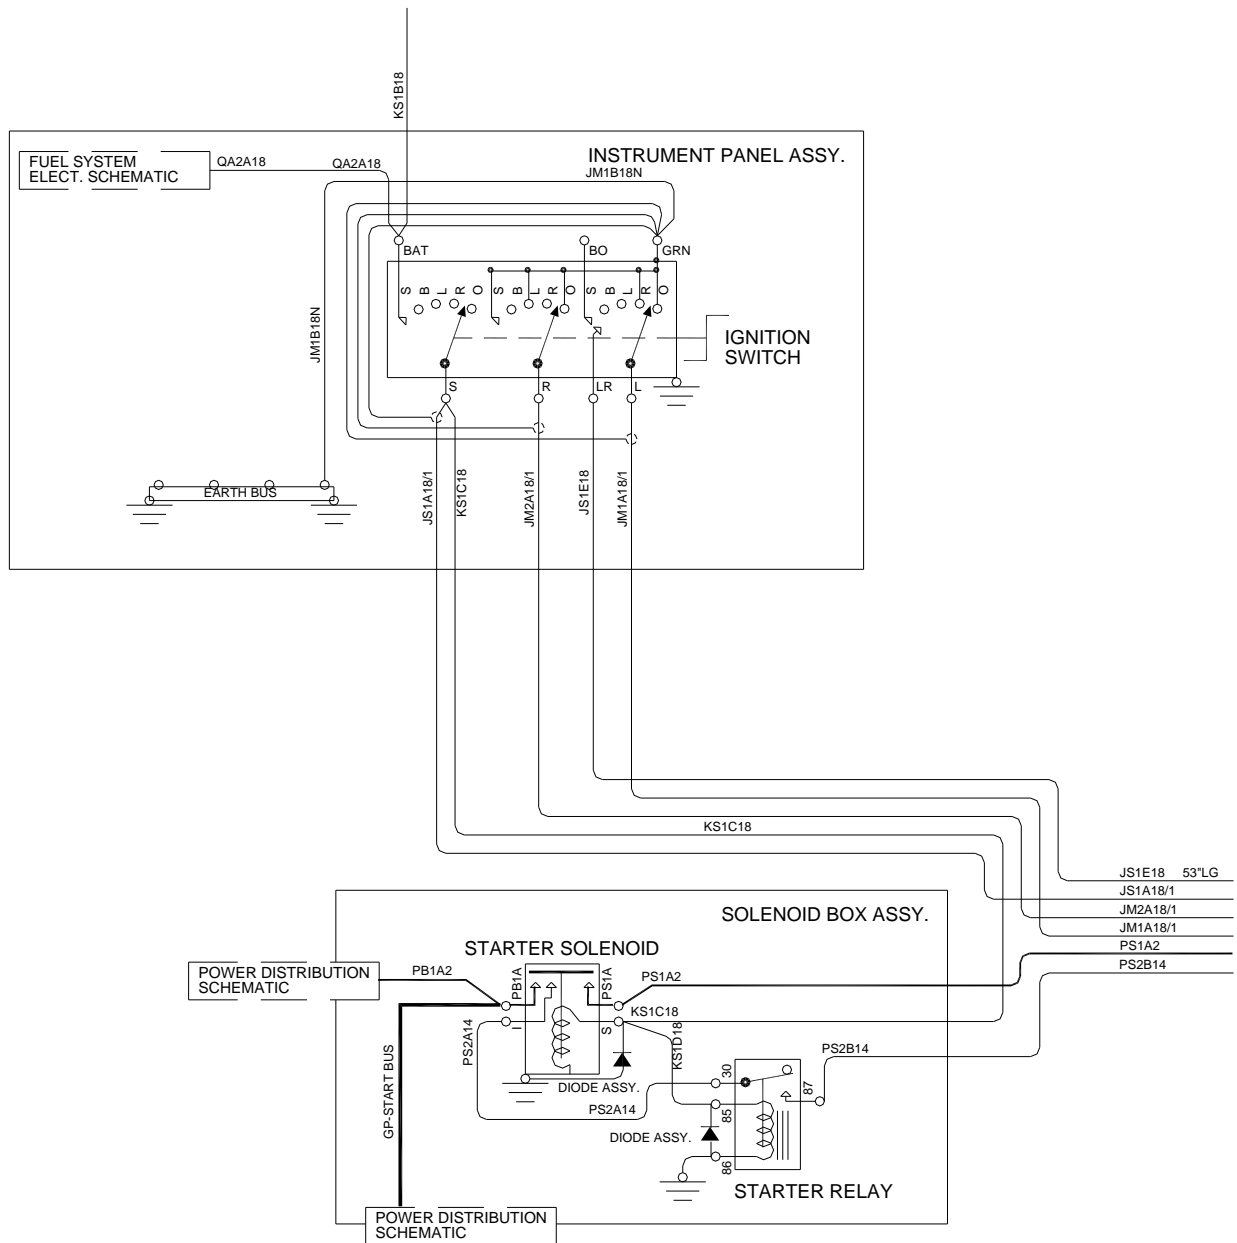 KS1B18
FUEL SYSTEM
ELECT. SCHEMATIC
QA2A18
QA2A18
INSTRUMENT PANEL ASSY.
JM1B18N
BAT
BO
GRN
S B L R O S B L R O S B L R O
IGNITION
SWITCH
JM1B18N
S
R
LR
L
EARTH BUS
JS1A18/1
KS1C18
JM2A18/1
JS1E18
JM1A18/1
KS1C18
JS1E18 53"LG
JS1A18/1
JM2A18/1
JM1A18/1
PS1A2
PS2B14
SOLENOID BOX ASSY.
STARTER SOLENOID
POWER DISTRIBUTION
SCHEMATIC
PB1A2
PB1A
PS1A
PS1A2
KS1C18
I
S
PS2A14
KS1D18
GP-START BUS
DIODE ASSY.
PS2A14
30
87
PS2B14
85
DIODE ASSY.
86
STARTER RELAY
POWER DISTRIBUTION
SCHEMATIC